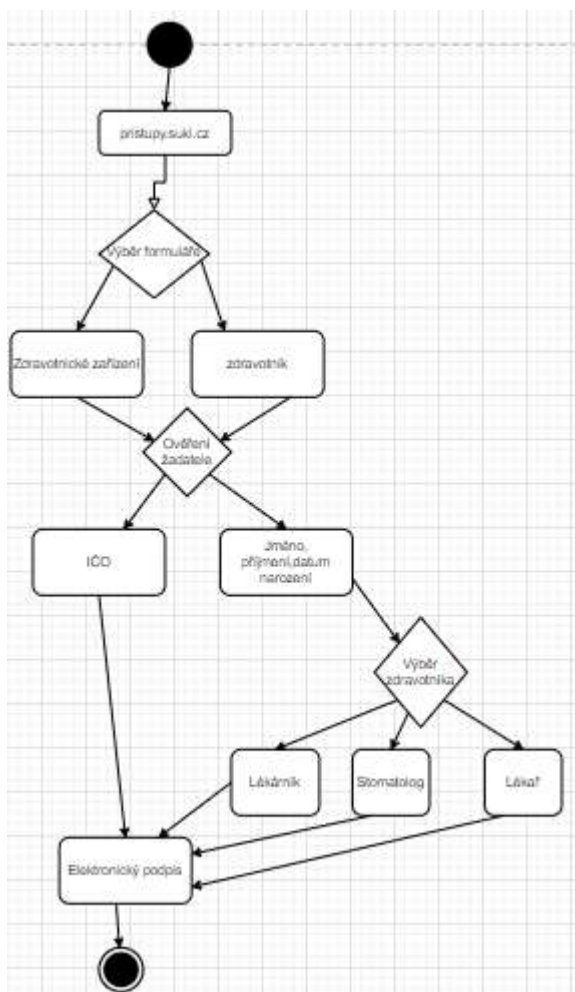 pristupy.sukl.cz
Výběr formuláře
Zdravotnické zařízení
zdravotník
Ověření
žadatele
IČO
Jméno,
příjmení,datum
narození
Výběr
zdravotníka
Lékárník
Stomatolog
Lékař
Elektronický podpis